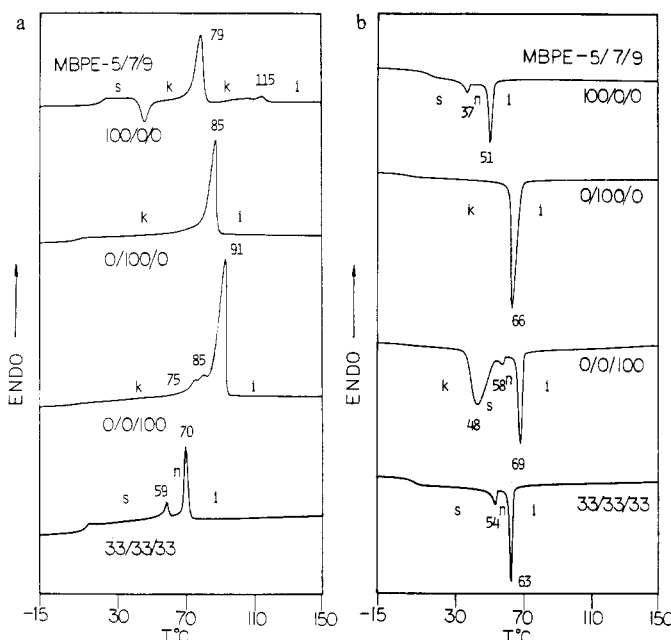 a
79
MBPE-5/7/9
s
k
k
115
i
100/0/0
85
k
i
0/100/0
91
75
85
k
i
0/0/100
70
n
s
59
i
33/33/33
ENDO
-15 30 70 110 150
T°C
b
MBPE-5/7/9
100/0/0
s
37
n
i
51
0/100/0
k
i
66
0/0/100
k
s
58
n
i
48
69
33/33/33
s
54
n
i
63
ENDO
-15 30 70 110 150
T°C